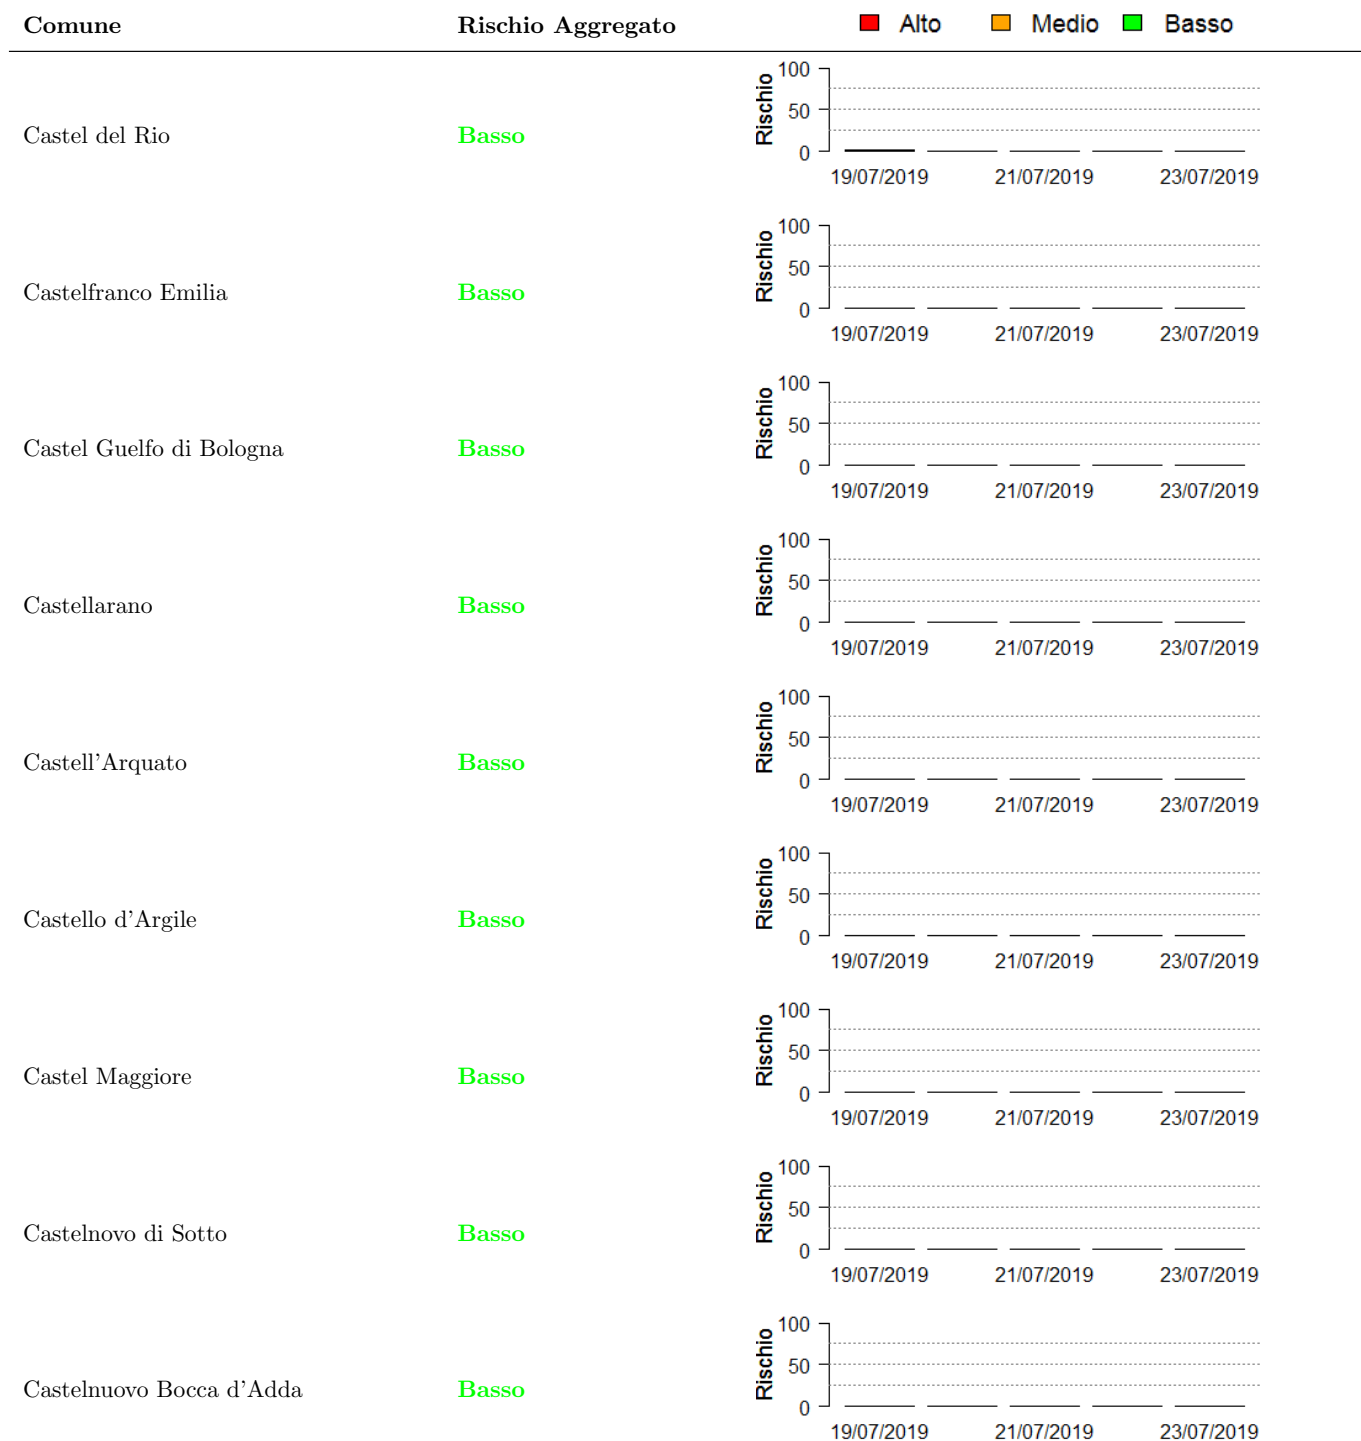 Comune Rischio Aggregato Alto Medio Basso
Castel del Rio Basso
Rischio
100
50
0
19/07/2019 21/07/2019 23/07/2019
Castelfranco Emilia Basso
Rischio
100
50
0
19/07/2019 21/07/2019 23/07/2019
Castel Guelfo di Bologna Basso
Rischio
100
50
0
19/07/2019 21/07/2019 23/07/2019
Castellarano Basso
Rischio
100
50
0
19/07/2019 21/07/2019 23/07/2019
Castell'Arquato Basso
Rischio
100
50
0
19/07/2019 21/07/2019 23/07/2019
Castello d'Argile Basso
Rischio
100
50
0
19/07/2019 21/07/2019 23/07/2019
Castel Maggiore Basso
Rischio
100
50
0
19/07/2019 21/07/2019 23/07/2019
Castelnovo di Sotto Basso
Rischio
100
50
0
19/07/2019 21/07/2019 23/07/2019
Castelnuovo Bocca d'Adda Basso
Rischio
100
50
0
19/07/2019 21/07/2019 23/07/2019